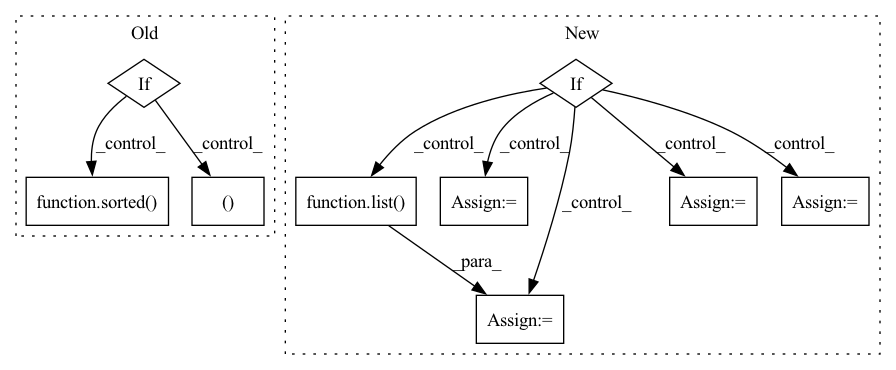 Old
New
If
If
_control_
_control_
_control_
_control_
_control_
_control_
function.sorted()
()
function.list()
Assign:=
_control_
Assign:=
Assign:=
_para_
Assign:=